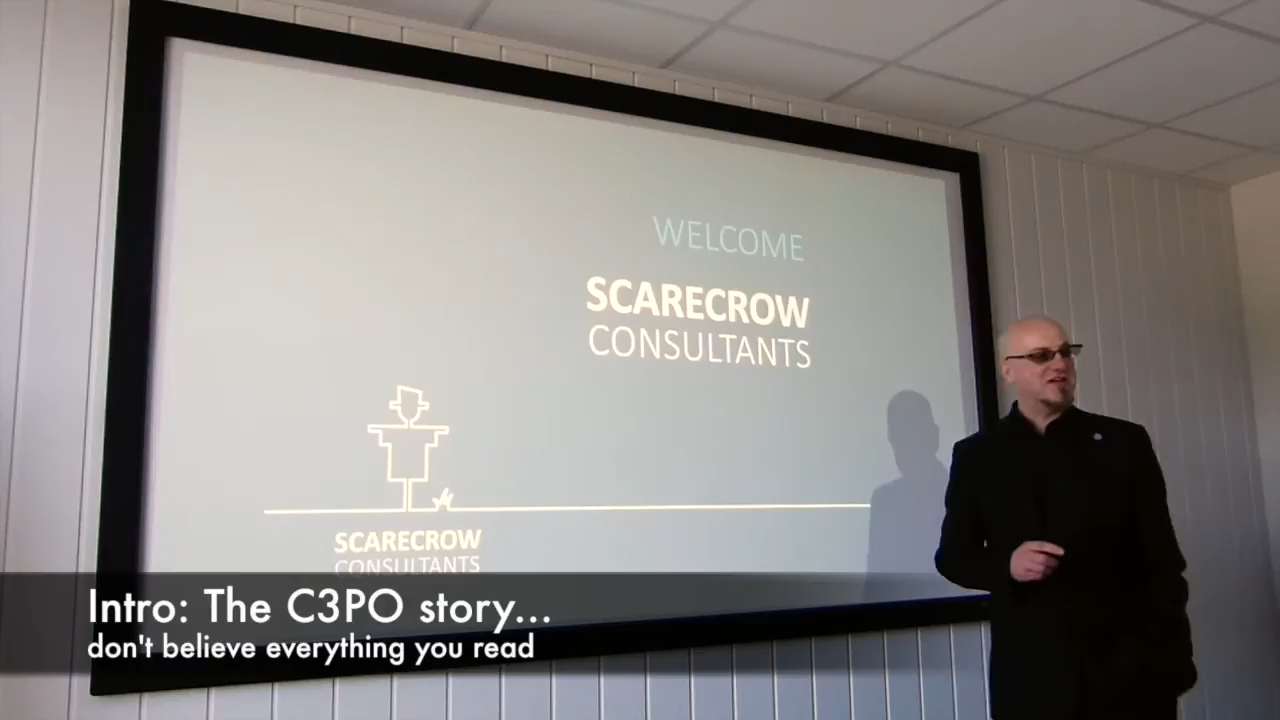 WELCOME
SCARECROW
CONSULTANTS
SCARECROW
CONSULTANTS
Intro: The C3PO story...
don't believe everything you read